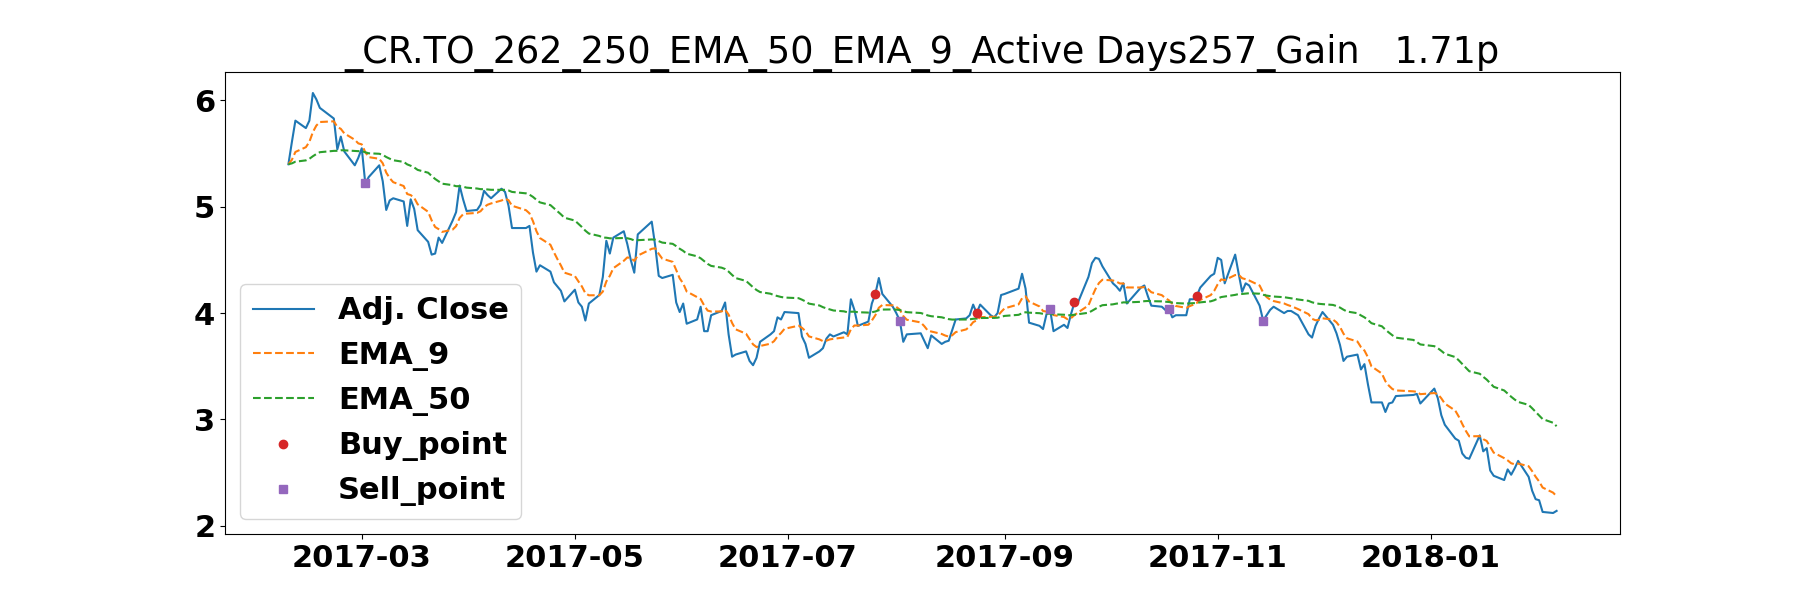 _CR.TO_262_250_EMA_50_EMA_9_Active Days257_Gain   1.71p
6
5
4
3
2
Adj. Close
EMA_9
EMA_50
Buy_point
Sell_point
2017-03 2017-05 2017-07 2017-09 2017-11 2018-01